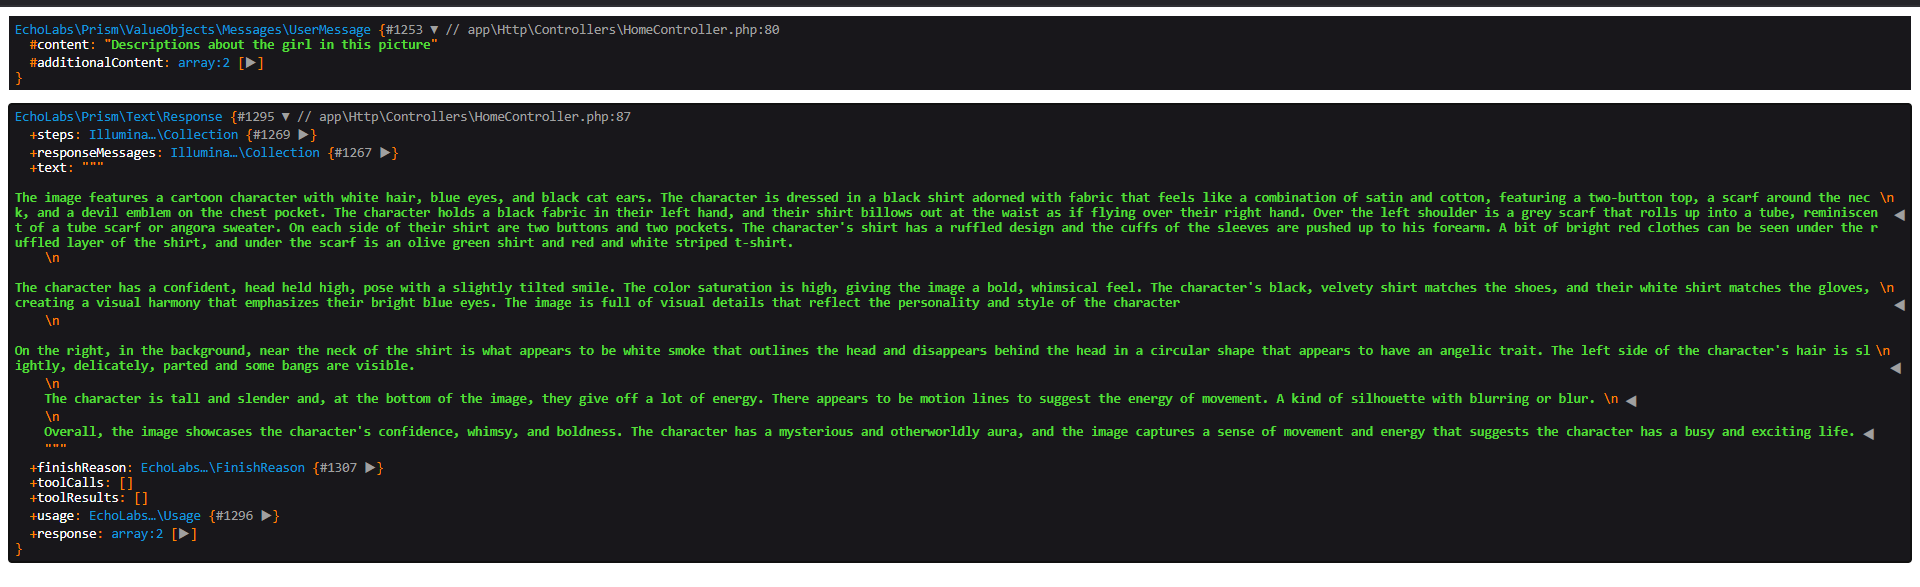 EchoLabs\Prism\ValueObjects\Messages\UserMessage {#1253 ▼ // app\Http\Controllers\HomeController.php:80
#content: "Descriptions about the girl in this picture"
#additionalContent: array:2 [▶]
}
EchoLabs\Prism\Text\Response {#1295 ▼ // app\Http\Controllers\HomeController.php:87
+steps: Illumina…\Collection {#1269 ▶}
+responseMessages: Illumina…\Collection {#1267 ▶}
+text: """
The image features a cartoon character with white hair, blue eyes, and black cat ears. The character is dressed in a black shirt adorned with fabric that feels like a combination of satin and cotton, featuring a two-button top, a scarf around the nec \n
k, and a devil emblem on the chest pocket. The character holds a black fabric in their left hand, and their shirt billows out at the waist as if flying over their right hand. Over the left shoulder is a grey scarf that rolls up into a tube, reminiscen ◀
t of a tube scarf or angora sweater. On each side of their shirt are two buttons and two pockets. The character's shirt has a ruffled design and the cuffs of the sleeves are pushed up to his forearm. A bit of bright red clothes can be seen under the r
uffled layer of the shirt, and under the scarf is an olive green shirt and red and white striped t-shirt.
\n
The character has a confident, head held high, pose with a slightly tilted smile. The color saturation is high, giving the image a bold, whimsical feel. The character's black, velvety shirt matches the shoes, and their white shirt matches the gloves, \n
creating a visual harmony that emphasizes their bright blue eyes. The image is full of visual details that reflect the personality and style of the character ◀
\n
On the right, in the background, near the neck of the shirt is what appears to be white smoke that outlines the head and disappears behind the head in a circular shape that appears to have an angelic trait. The left side of the character's hair is sl \n
ightly, delicately, parted and some bangs are visible. ◀
\n
The character is tall and slender and, at the bottom of the image, they give off a lot of energy. There appears to be motion lines to suggest the energy of movement. A kind of silhouette with blurring or blur. \n ◀
\n
Overall, the image showcases the character's confidence, whimsy, and boldness. The character has a mysterious and otherworldly aura, and the image captures a sense of movement and energy that suggests the character has a busy and exciting life. ◀
"""
+finishReason: EchoLabs…\FinishReason {#1307 ▶}
+toolCalls: []
+toolResults: []
+usage: EchoLabs…\Usage {#1296 ▶}
+response: array:2 [▶]
}